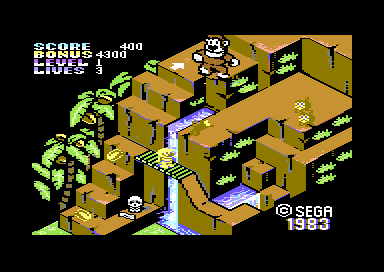 SCORE 400
BONUS 4300
LEVEL 1
LIVES 3
© SEGA
1983